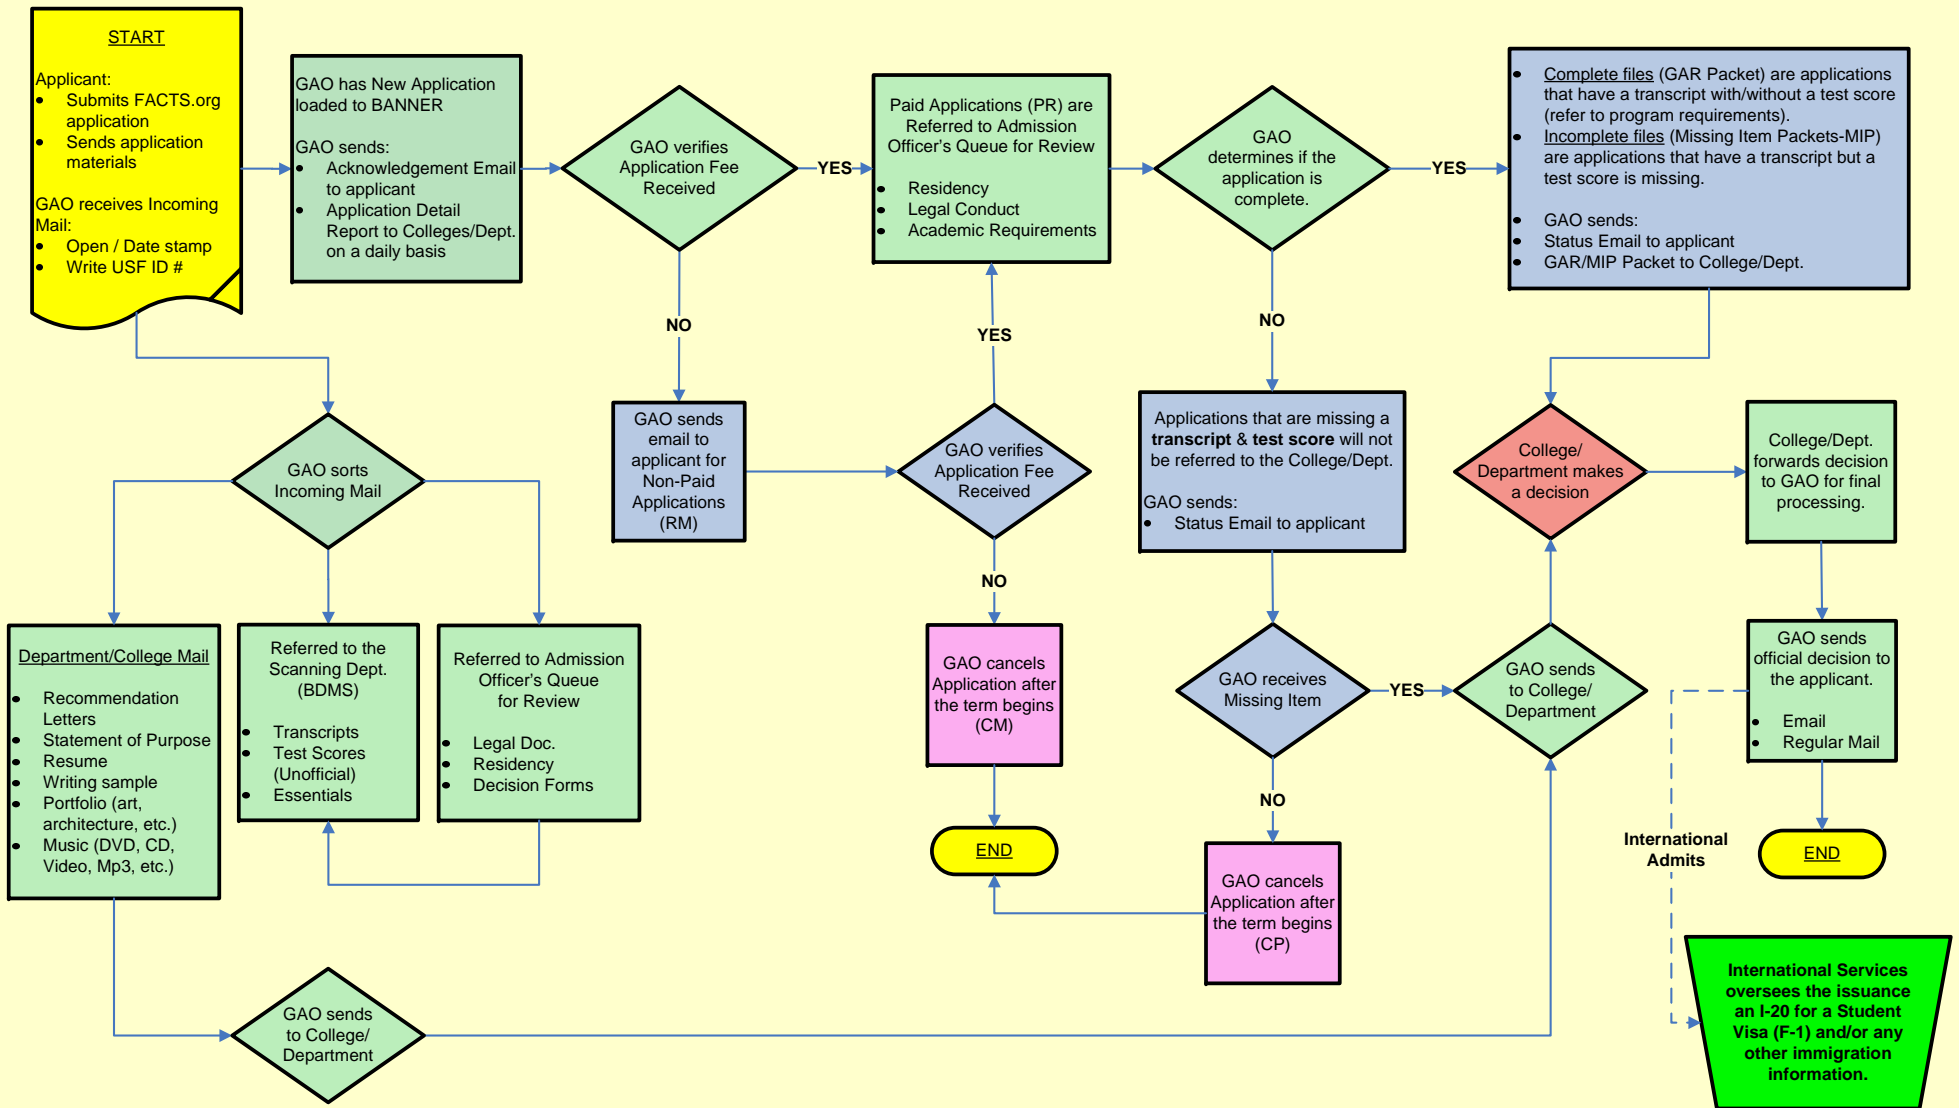 START
Applicant:
• Submits FACTS.org
application
• Sends application
materials
GAO receives Incoming
Mail:
• Open / Date stamp
• Write USF ID #
GAO has New Application
loaded to BANNER
GAO sends:
• Acknowledgement Email
to applicant
• Application Detail
Report to Colleges/Dept.
on a daily basis
GAO verifies
Application Fee
Received
YES
NO
Paid Applications (PR) are
Referred to Admission
Officer's Queue for Review
• Residency
• Legal Conduct
• Academic Requirements
GAO
determines if the
application is
complete.
YES
NO
• Complete files (GAR Packet) are applications
that have a transcript with/without a test score
(refer to program requirements).
• Incomplete files (Missing Item Packets-MIP)
are applications that have a transcript but a
test score is missing.
• GAO sends:
• Status Email to applicant
• GAR/MIP Packet to College/Dept.
GAO sends
email to
applicant for
Non-Paid
Applications
(RM)
YES
GAO verifies
Application Fee
Received
NO
Applications that are missing a
transcript & test score will not
be referred to the College/Dept.
GAO sends:
• Status Email to applicant
College/
Department makes
a decision
College/Dept.
forwards decision
to GAO for final
processing.
GAO sorts
Incoming Mail
Department/College Mail
• Recommendation
Letters
• Statement of Purpose
• Resume
• Writing sample
• Portfolio (art,
architecture, etc.)
• Music (DVD, CD,
Video, Mp3, etc.)
Referred to the
Scanning Dept.
(BDMS)
• Transcripts
• Test Scores
(Unofficial)
• Essentials
Referred to Admission
Officer's Queue
for Review
• Legal Doc.
• Residency
• Decision Forms
GAO cancels
Application after
the term begins
(CM)
END
GAO receives
Missing Item
YES
NO
GAO sends
to College/
Department
GAO sends
official decision to
the applicant.
• Email
• Regular Mail
International
Admits
END
GAO cancels
Application after
the term begins
(CP)
GAO sends
to College/
Department
International Services
oversees the issuance
an I-20 for a Student
Visa (F-1) and/or any
other immigration
information.